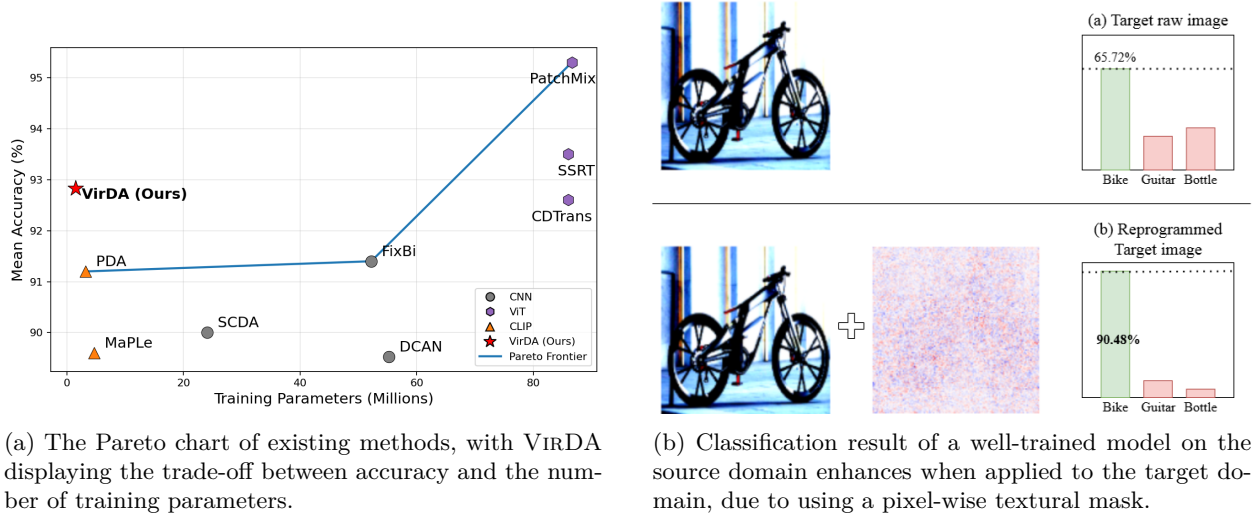 95
94
93
92
91
90
Mean Accuracy (%)
PatchMix
SSRT
CDTrans
VirDA (Ours)
PDA
FixBi
SCDA
MaPLe
DCAN
CNN
ViT
CLIP
VirDA (Ours)
Pareto Frontier
0 20 40 60 80
Training Parameters (Millions)
(a) The Pareto chart of existing methods, with VIRDA
displaying the trade-off between accuracy and the num-
ber of training parameters.
(a) Target raw image
65.72%
Bike Guitar Bottle
(b) Reprogrammed
Target image
90.48%
Bike Guitar Bottle
(b) Classification result of a well-trained model on the
source domain enhances when applied to the target do-
main, due to using a pixel-wise textural mask.